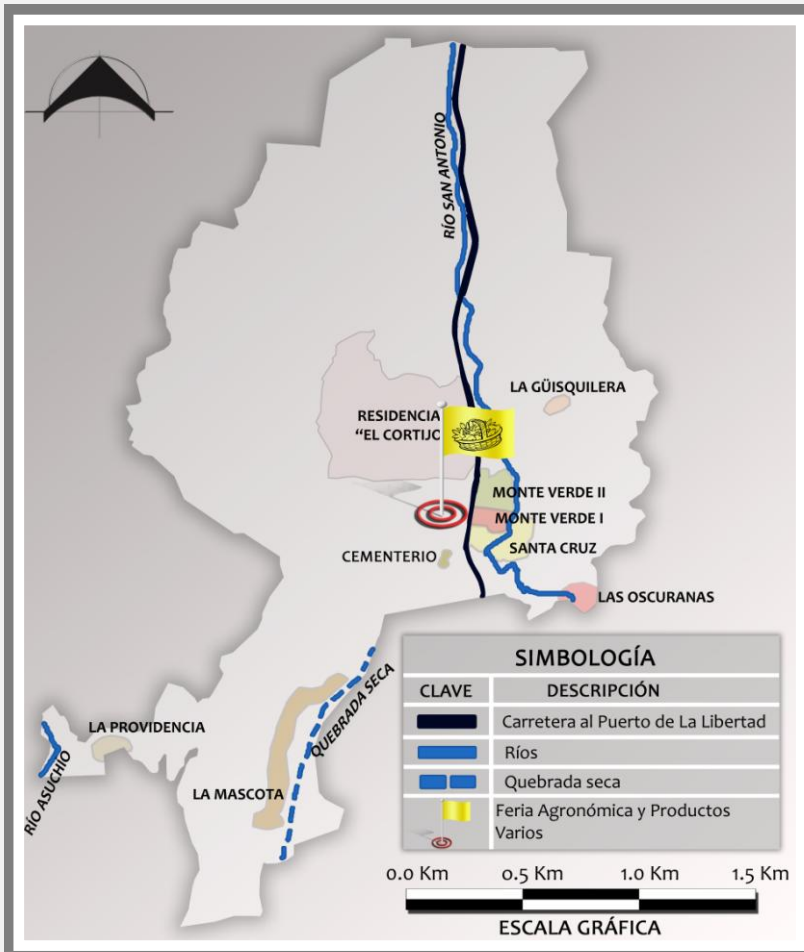 RÍO SAN ANTONIO
LA GÜISQUILERA
RESIDENCIA
“EL CORTIJO
MONTE VERDE II
MONTE VERDE I
SANTA CRUZ
CEMENTERIO
LAS OSCURANAS
QUEBRADA SECA
LA PROVIDENCIA
RÍO ASUCHIO
LA MASCOTA
SIMBOLOGÍA
CLAVE DESCRIPCIÓN
Carretera al Puerto de La Libertad
Ríos
Quebrada seca
Feria Agronómica y Productos
Varios
0.0 Km 0.5 Km 1.0 Km 1.5 Km
ESCALA GRÁFICA